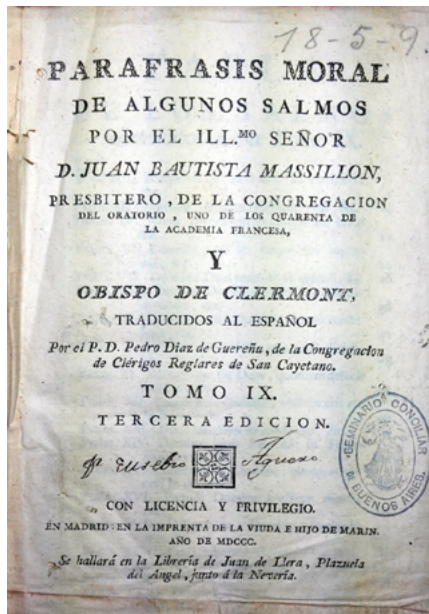 18-5-9.
PARAFRASIS MORAL
DE ALGUNOS SALMOS
POR EL ILL.MO SEÑOR
D. JUAN BAUTISTA MASSILLON,
PRESBITERO, DE LA CONGREGACION
DEL ORATORIO, UNO DE LOS QUARENTA DE
LA ACADEMIA FRANCESA,
Y
OBISPO DE CLERMONT,
TRADUCIDOS AL ESPAÑOL
Por el P. D. Pedro Diaz de Guereñu, de la Congregacion
de Clérigos Reglares de San Cayetano.
TOMO IX.
TERCERA EDICION.
Eusebio Aguero
SEMINARIO CONCILIAR
BUENOS AIRES.
CON LICENCIA Y PRIVILEGIO.
EN MADRID: EN LA IMPRENTA DE LA VIUDA E HIJO DE MARIN.
AÑO DE MDCCC.
Se hallará en la Librería de Juan de Llera, Plazuela
del Angel, junto á la Nevería.